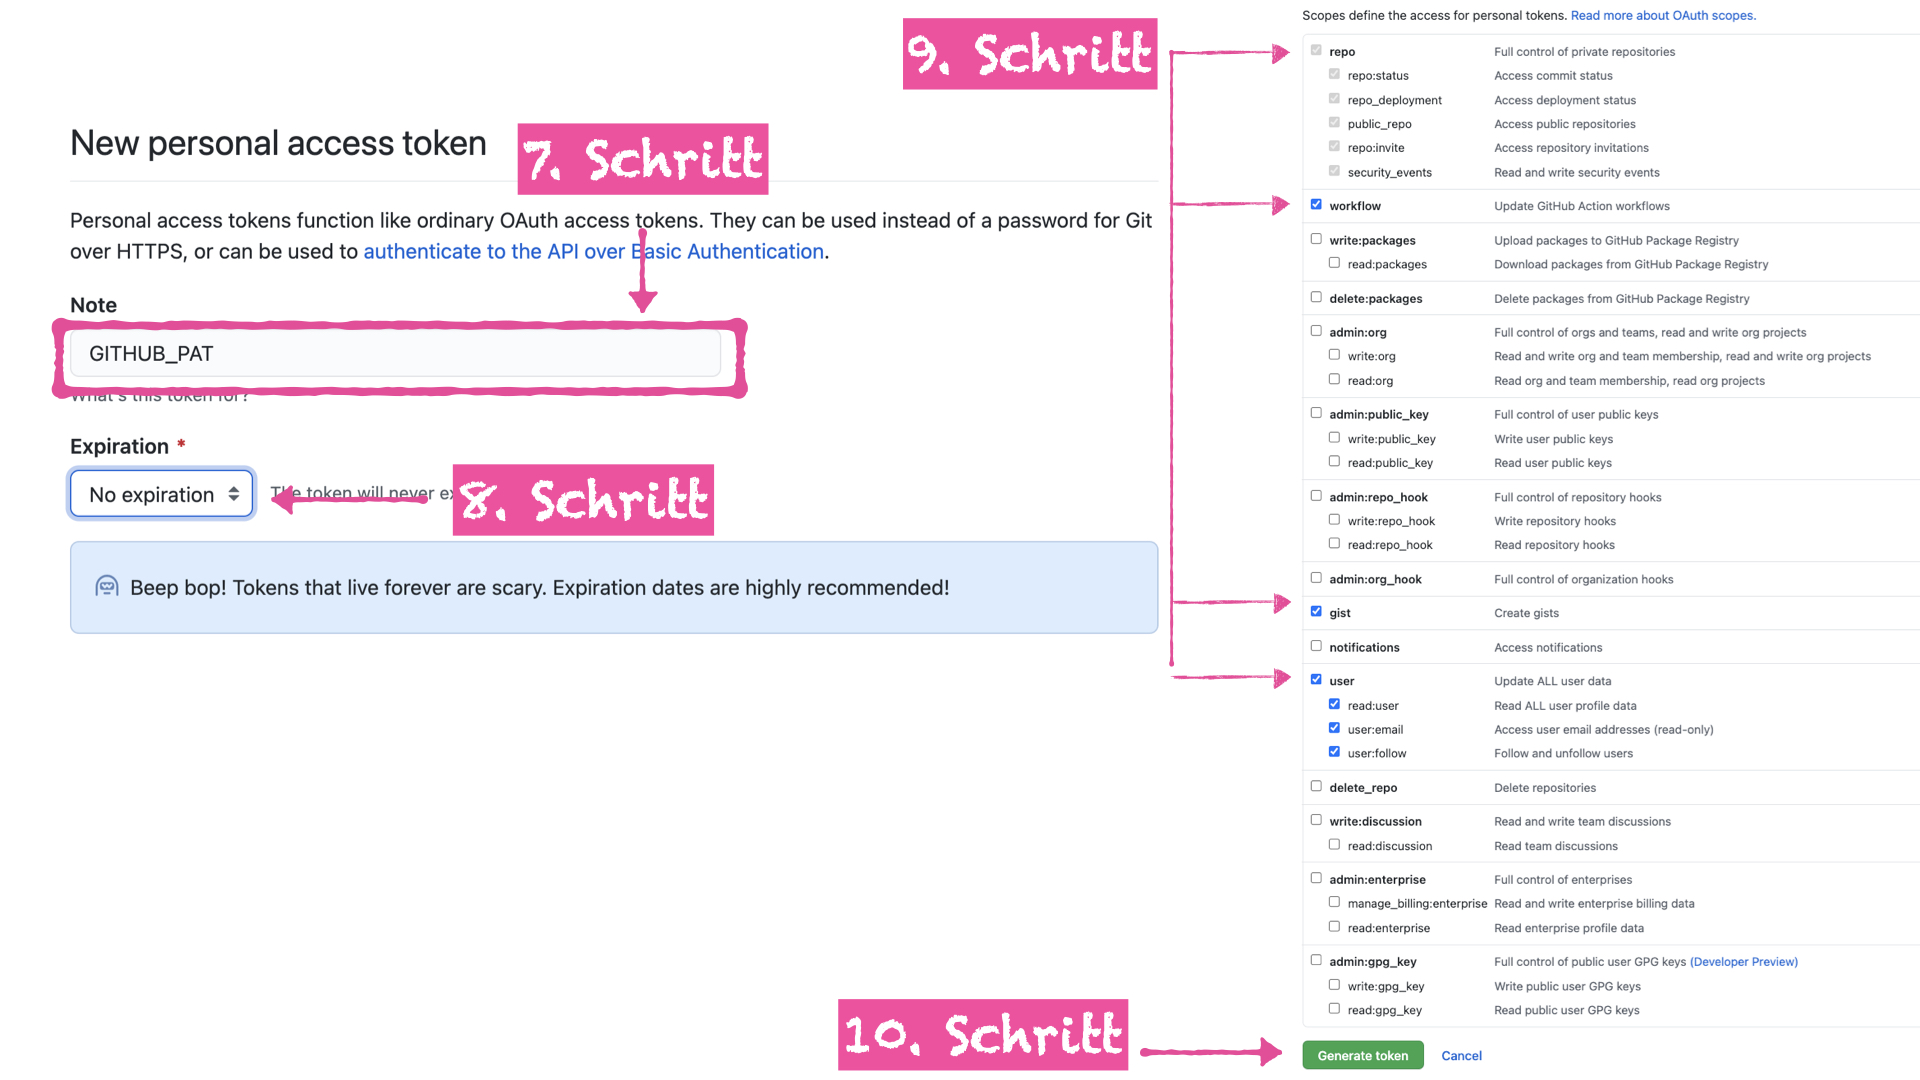 New personal access token
7. Schritt
Personal access tokens function like ordinary OAuth access tokens. They can be used instead of a password for Git
over HTTPS, or can be used to authenticate to the API over Basic Authentication.
Note
GITHUB_PAT
What's this token for?
Expiration *
No expiration
The token will never ex
8. Schritt
Beep bop! Tokens that live forever are scary. Expiration dates are highly recommended!
9. Schritt
Scopes define the access for personal tokens. Read more about OAuth scopes.
repo Full control of private repositories
repo:status Access commit status
repo_deployment Access deployment status
public_repo Access public repositories
repo:invite Access repository invitations
security_events Read and write security events
workflow Update GitHub Action workflows
write:packages Upload packages to GitHub Package Registry
read:packages Download packages from GitHub Package Registry
delete:packages Delete packages from GitHub Package Registry
admin:org Full control of orgs and teams, read and write org projects
write:org Read and write org and team membership, read and write org projects
read:org Read org and team membership, read org projects
admin:public_key Full control of user public keys
write:public_key Write user public keys
read:public_key Read user public keys
admin:repo_hook Full control of repository hooks
write:repo_hook Write repository hooks
read:repo_hook Read repository hooks
admin:org_hook Full control of organization hooks
gist Create gists
notifications Access notifications
user Update ALL user data
read:user Read ALL user profile data
user:email Access user email addresses (read-only)
user:follow Follow and unfollow users
delete_repo Delete repositories
write:discussion Read and write team discussions
read:discussion Read team discussions
admin:enterprise Full control of enterprises
manage_billing:enterprise Read and write enterprise billing data
read:enterprise Read enterprise profile data
admin:gpg_key Full control of public user GPG keys (Developer Preview)
write:gpg_key Write public user GPG keys
read:gpg_key Read public user GPG keys
10. Schritt
Generate token Cancel